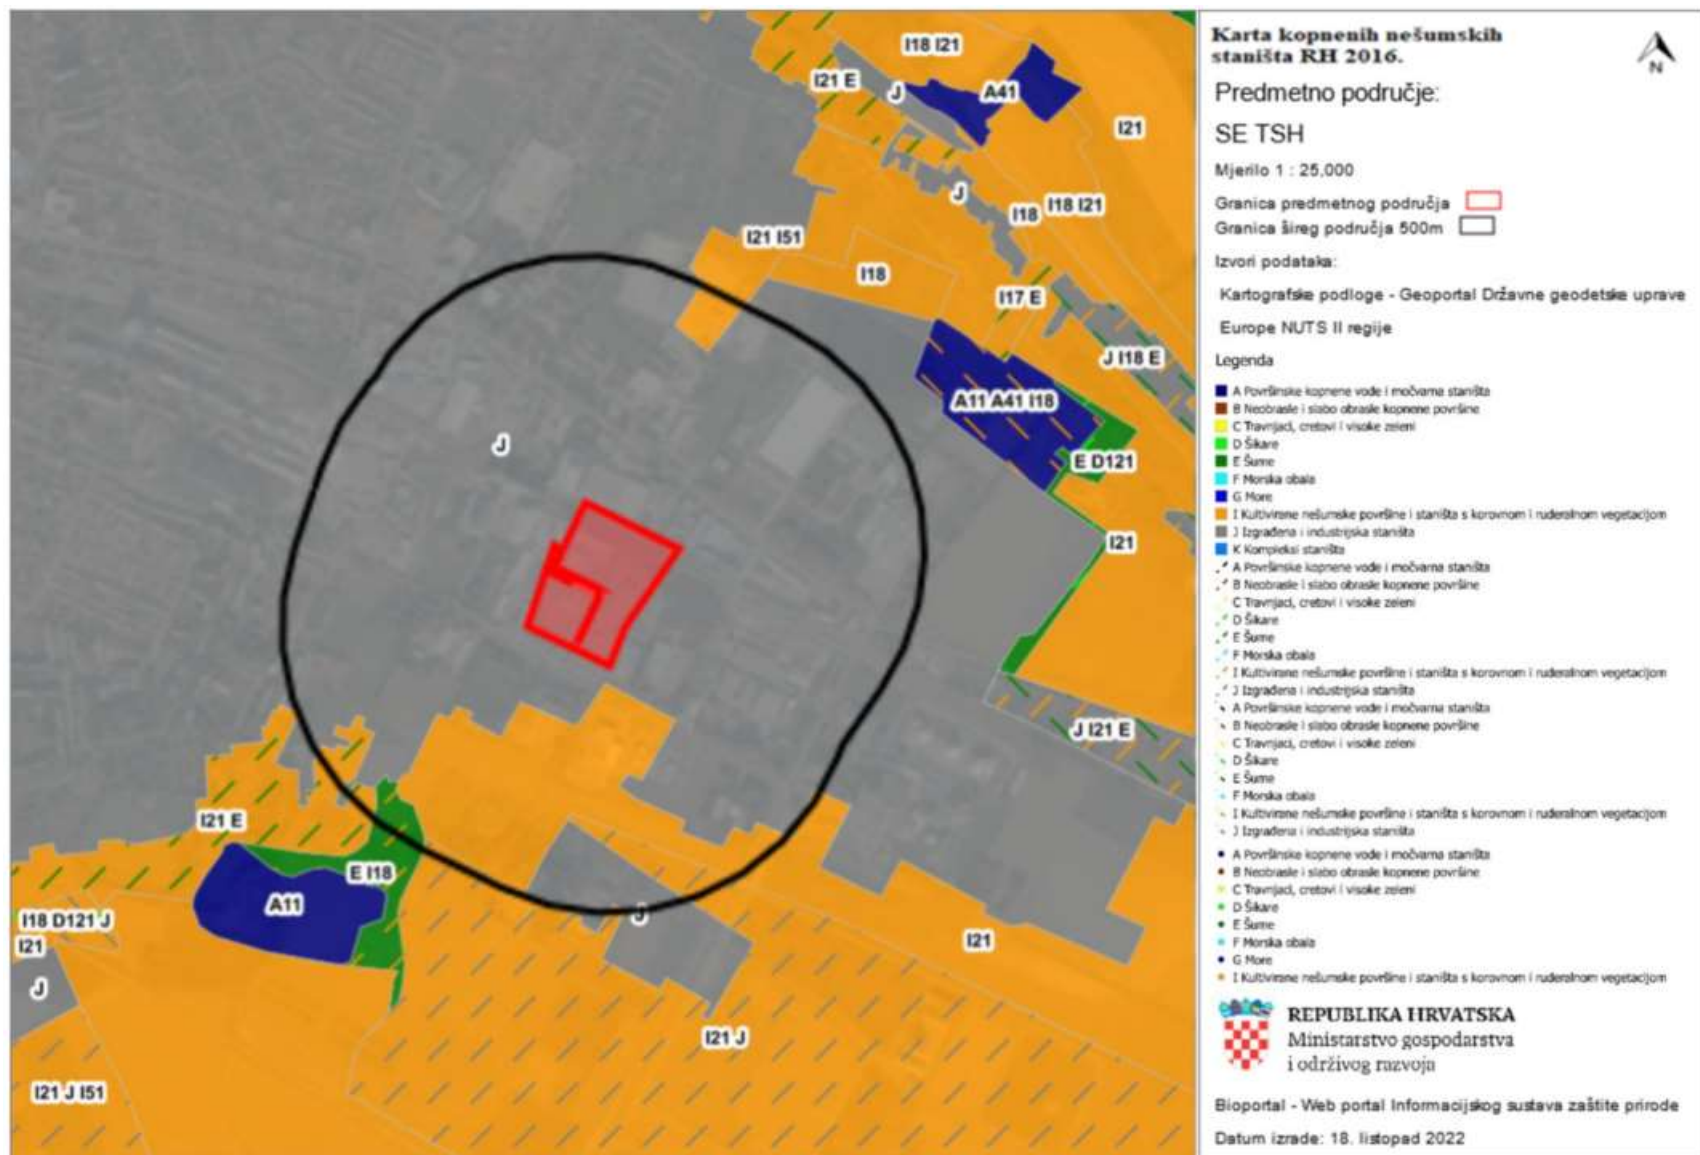 I18 I21
I21 E
J
A41
I21
J
I18
I18 I21
I21 I51
I18
I17 E
J I18 E
A11 A41 I18
J
E D121
I21
J I21 E
I21 E
E I18
A11
I18 D121 J
I21
J
J
I21
I21 J
I21 J I51
Karta kopnenih nešumskih
staništa RH 2016.
N
Predmetno područje:
SE TSH
Mjerilo 1 : 25,000
Granica predmetnog područja
Granica šireg područja 500m
Izvori podataka:
Kartografske podloge - Geoportal Državne geodetske uprave
Europe NUTS II regije
Legenda
A Površinske kopnene vode i močvarna staništa
B Neobrasle i slabo obrasle kopnene površine
C Travnjaci, cretovi i visoke zeleni
D Šikare
E Šume
F Morska obala
G More
I Kultivirane nešumske površine i staništa s korovnom i ruderalnom vegetacijom
J Izgrađena i industrijska staništa
K Kompleksi staništa
A Površinske kopnene vode i močvarna staništa
B Neobrasle i slabo obrasle kopnene površine
C Travnjaci, cretovi i visoke zeleni
D Šikare
E Šume
F Morska obala
I Kultivirane nešumske površine i staništa s korovnom i ruderalnom vegetacijom
J Izgrađena i industrijska staništa
A Površinske kopnene vode i močvarna staništa
B Neobrasle i slabo obrasle kopnene površine
C Travnjaci, cretovi i visoke zeleni
D Šikare
E Šume
F Morska obala
I Kultivirane nešumske površine i staništa s korovnom i ruderalnom vegetacijom
J Izgrađena i industrijska staništa
A Površinske kopnene vode i močvarna staništa
B Neobrasle i slabo obrasle kopnene površine
C Travnjaci, cretovi i visoke zeleni
D Šikare
E Šume
F Morska obala
G More
I Kultivirane nešumske površine i staništa s korovnom i ruderalnom vegetacijom
REPUBLIKA HRVATSKA
Ministarstvo gospodarstva
i održivog razvoja
Bioportal - Web portal Informacijskog sustava zaštite prirode
Datum izrade: 18. listopad 2022